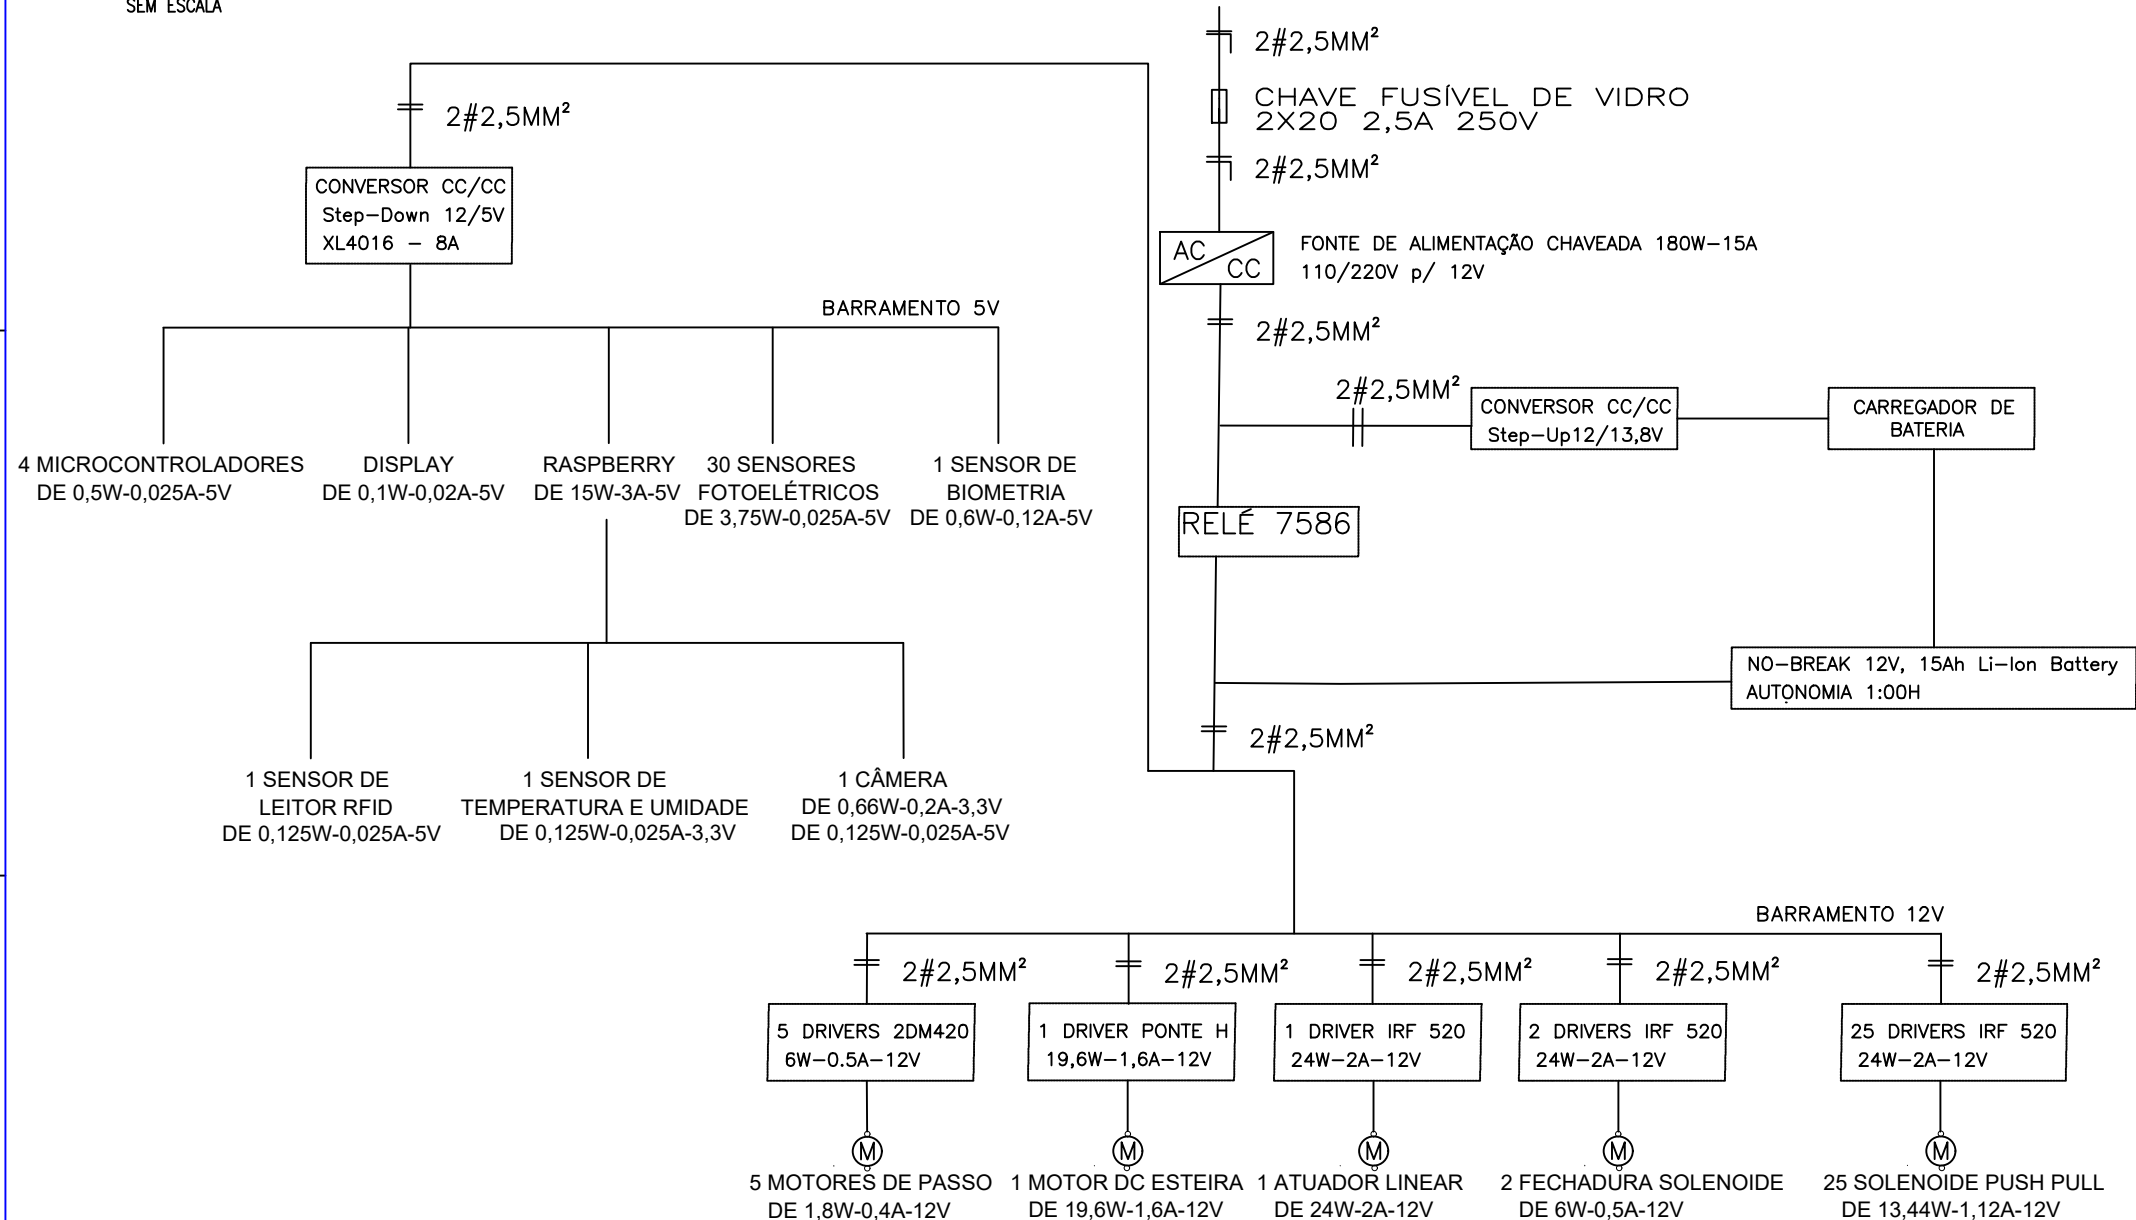 SEM ESCALA
2#2,5MM²
CHAVE FUSÍVEL DE VIDRO
2X20 2,5A 250V
2#2,5MM²
2#2,5MM²
CONVERSOR CC/CC
Step-Down 12/5V
XL4016 - 8A
AC
CC
FONTE DE ALIMENTAÇÃO CHAVEADA 180W-15A
110/220V p/ 12V
BARRAMENTO 5V
2#2,5MM²
2#2,5MM²
CONVERSOR CC/CC
Step-Up12/13,8V
CARREGADOR DE
BATERIA
4 MICROCONTROLADORES
DE 0,5W-0,025A-5V
DISPLAY
DE 0,1W-0,02A-5V
RASPBERRY
DE 15W-3A-5V
30 SENSORES
FOTOELÉTRICOS
DE 3,75W-0,025A-5V
1 SENSOR DE
BIOMETRIA
DE 0,6W-0,12A-5V
RELÉ 7586
NO-BREAK 12V, 15Ah Li-Ion Battery
AUTONOMIA 1:00H
2#2,5MM²
1 SENSOR DE
LEITOR RFID
DE 0,125W-0,025A-5V
1 SENSOR DE
TEMPERATURA E UMIDADE
DE 0,125W-0,025A-3,3V
1 CÂMERA
DE 0,66W-0,2A-3,3V
DE 0,125W-0,025A-5V
BARRAMENTO 12V
2#2,5MM²
2#2,5MM²
2#2,5MM²
2#2,5MM²
2#2,5MM²
5 DRIVERS 2DM420
6W-0.5A-12V
1 DRIVER PONTE H
19,6W-1,6A-12V
1 DRIVER IRF 520
24W-2A-12V
2 DRIVERS IRF 520
24W-2A-12V
25 DRIVERS IRF 520
24W-2A-12V
M
M
M
M
M
5 MOTORES DE PASSO
DE 1,8W-0,4A-12V
1 MOTOR DC ESTEIRA
DE 19,6W-1,6A-12V
1 ATUADOR LINEAR
DE 24W-2A-12V
2 FECHADURA SOLENOIDE
DE 6W-0,5A-12V
25 SOLENOIDE PUSH PULL
DE 13,44W-1,12A-12V